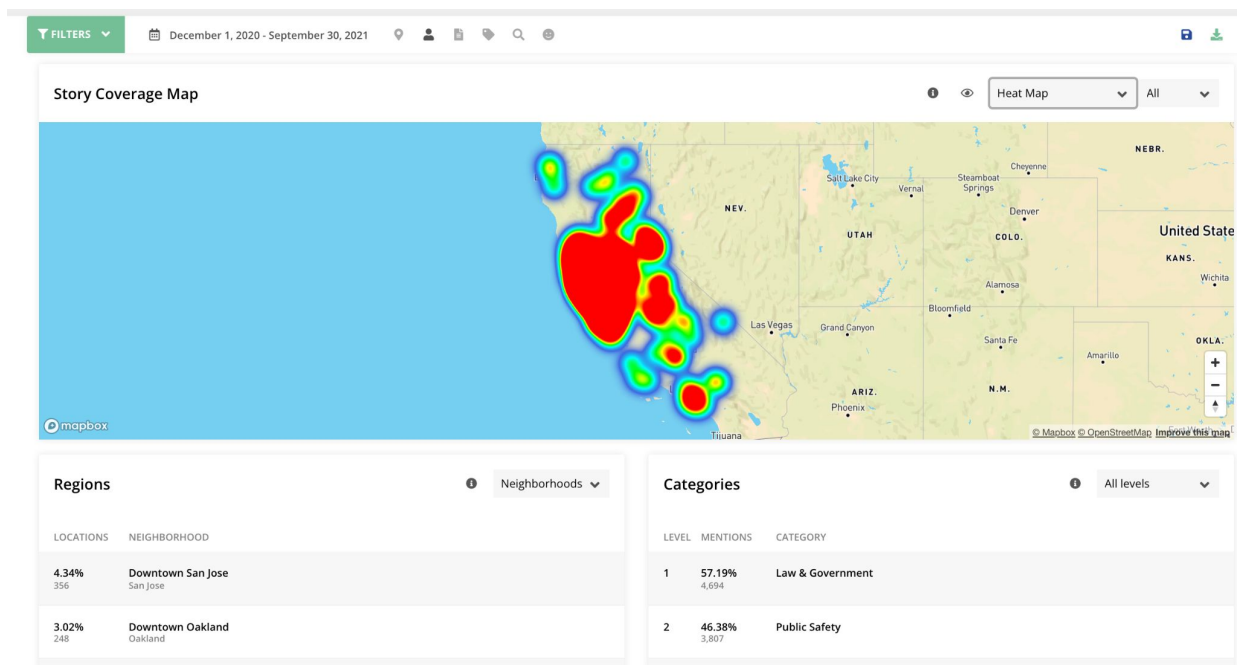 FILTERS
December 1, 2020 - September 30, 2021
Story Coverage Map
Heat Map
All
NEBR.
Cheyenne
Salt Lake City
Vernal
Steamboat
Springs
NEV.
Denver
UTAH
COLO.
United State
KANS.
Wichita
Alamosa
Bloomfield
Las Vegas
Grand Canyon
Santa Fe
OKLA.
Amarillo
+
−
ARIZ.
N.M.
Phoenix
mapbox
Tijuana
© Mapbox © OpenStreetMap Improve this map
Regions
Neighborhoods
LOCATIONS NEIGHBORHOOD
4.34% Downtown San Jose
356 San Jose
3.02% Downtown Oakland
248 Oakland
Categories
All levels
LEVEL MENTIONS CATEGORY
1 57.19% Law & Government
4,694
2 46.38% Public Safety
3,807